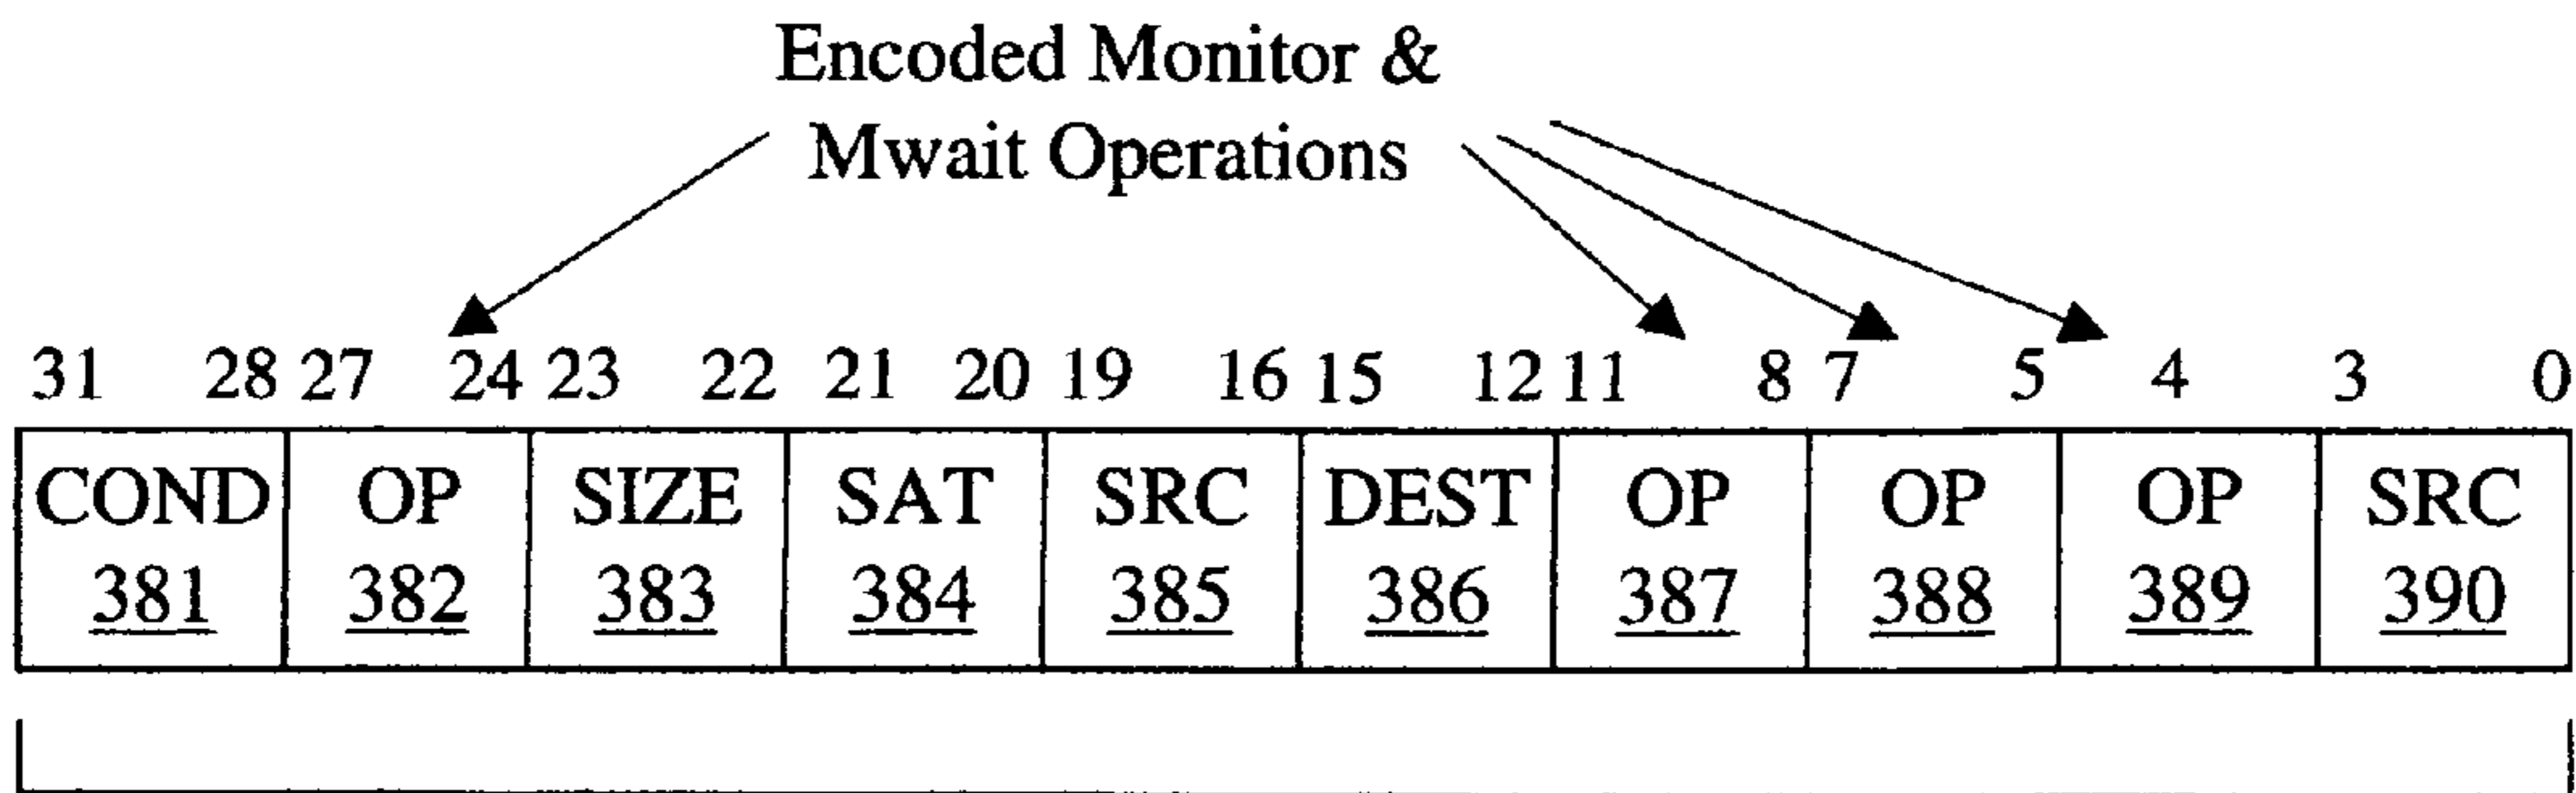 Encoded Monitor &
Mwait Operations
31 28 27 24 23 22 21 20 19 16 15 12 11 8 7 5 4 3 0
COND OP SIZE SAT SRC DEST OP OP OP SRC
381 382 383 384 385 386 387 388 389 390